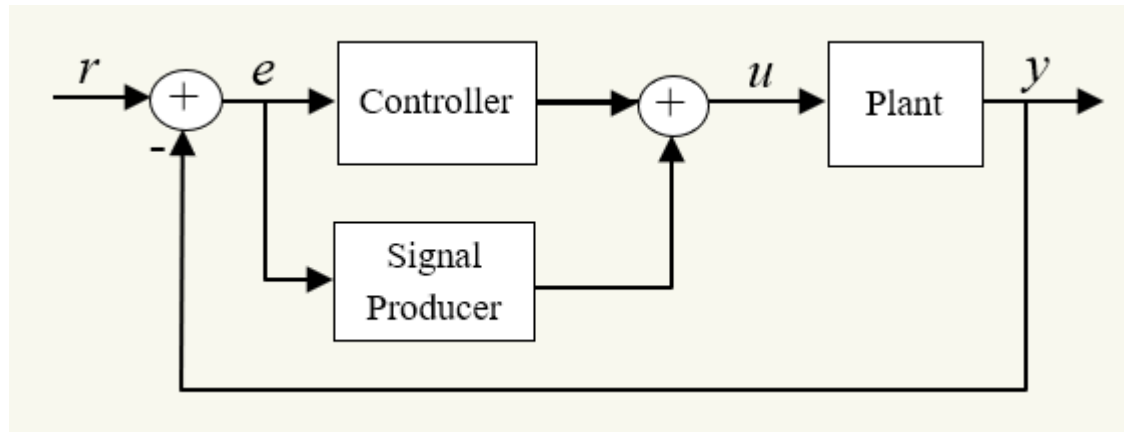 r
+
-
e
Controller
+
u
Plant
y
Signal
Producer